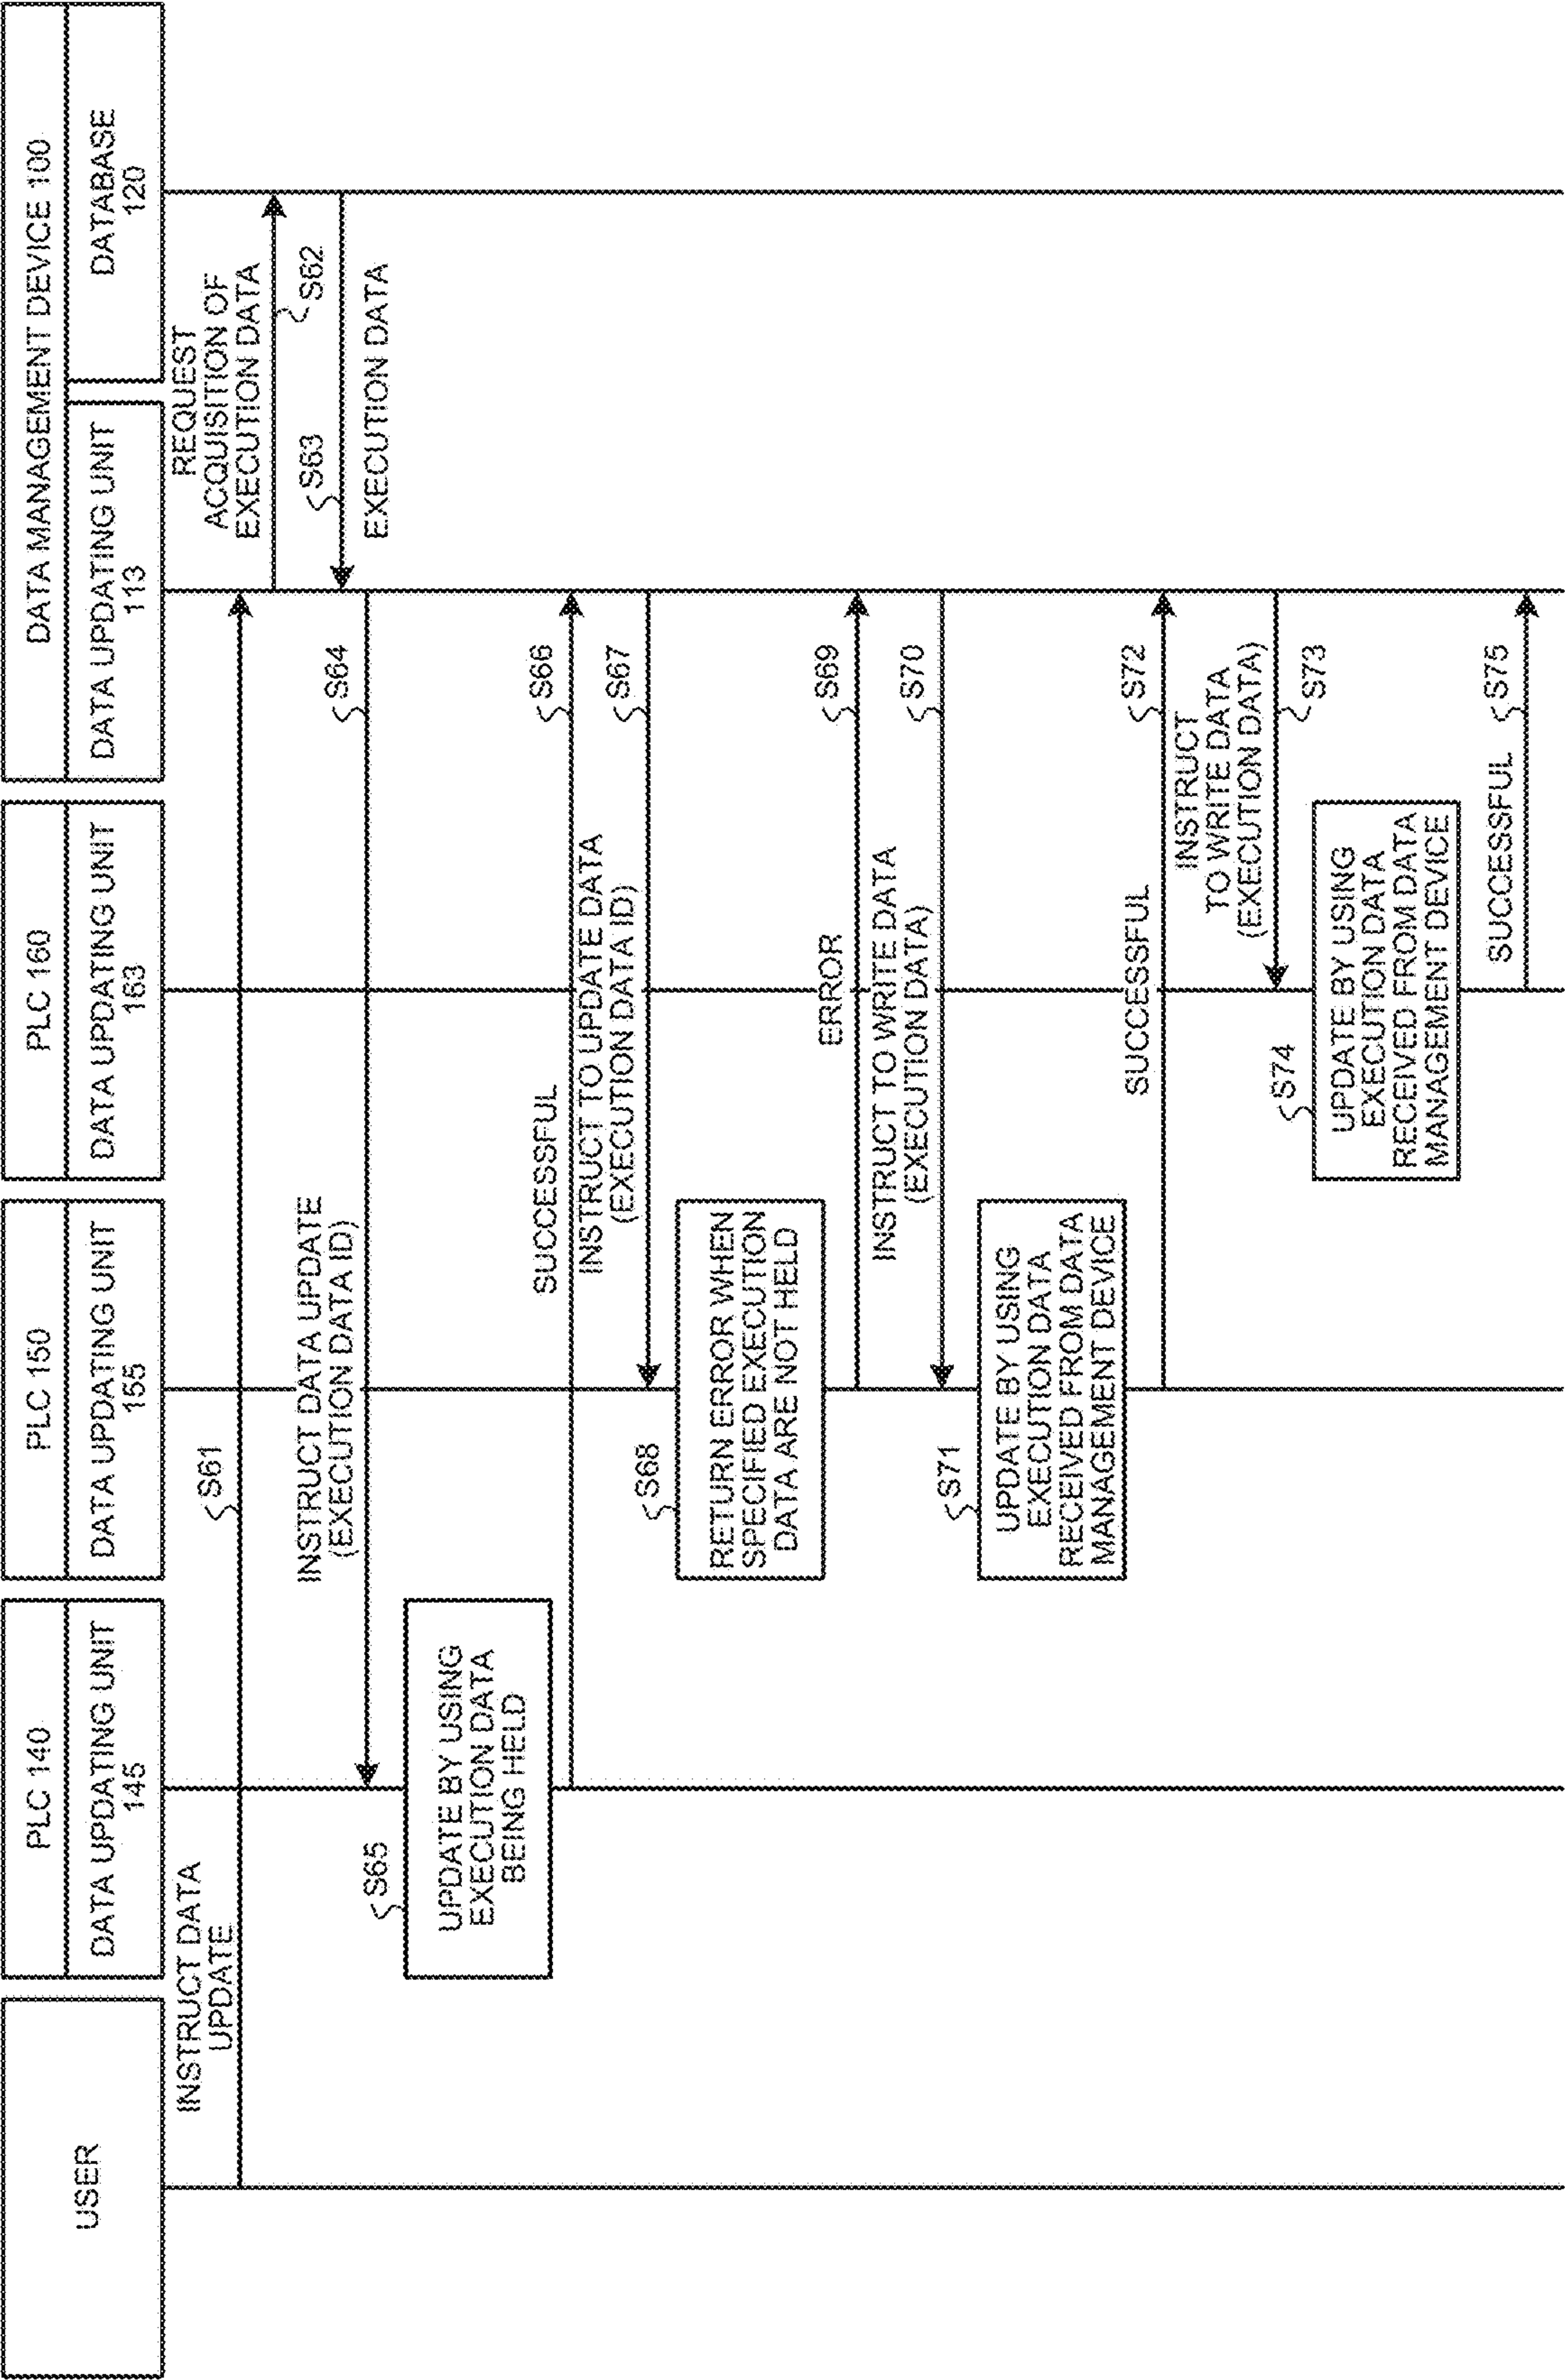 USER
PLC 140
DATA UPDATING UNIT
145
PLC 150
DATA UPDATING UNIT
155
PLC 160
DATA UPDATING UNIT
163
DATA MANAGEMENT DEVICE 100
DATA UPDATING UNIT
113
DATABASE
120
INSTRUCT DATA
UPDATE
S61
REQUEST
ACQUISITION OF
EXECUTION DATA
S62
S63
EXECUTION DATA
INSTRUCT DATA UPDATE
(EXECUTION DATA ID)
S64
S65
UPDATE BY USING
EXECUTION DATA
BEING HELD
SUCCESSFUL
S66
INSTRUCT TO UPDATE DATA
(EXECUTION DATA ID)
S67
S68
RETURN ERROR WHEN
SPECIFIED EXECUTION
DATA ARE NOT HELD
ERROR
S69
INSTRUCT TO WRITE DATA
(EXECUTION DATA)
S70
S71
UPDATE BY USING
EXECUTION DATA
RECEIVED FROM DATA
MANAGEMENT DEVICE
SUCCESSFUL
S72
INSTRUCT
TO WRITE DATA
(EXECUTION DATA)
S73
S74
UPDATE BY USING
EXECUTION DATA
RECEIVED FROM DATA
MANAGEMENT DEVICE
SUCCESSFUL
S75